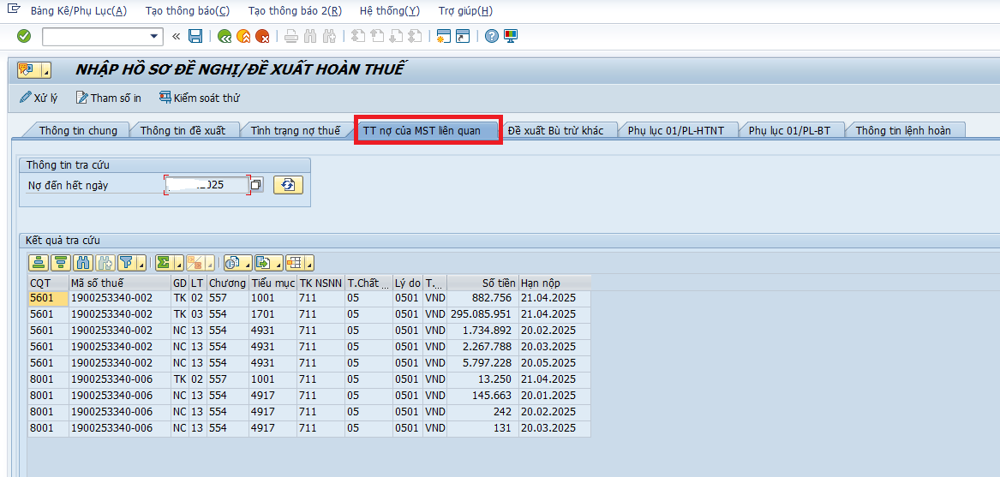 Bảng Kê/Phụ Lục(A) Tạo thông báo(C) Tạo thông báo 2(R) Hệ thống(Y) Trợ giúp(H)
NHẬP HỒ SƠ ĐỀ NGHỊ/ĐỀ XUẤT HOÀN THUẾ
Xử lý Tham số in Kiểm soát thử
Thông tin chung Thông tin đề xuất Tình trạng nợ thuế TT nợ của MST liên quan Đề xuất Bù trừ khác Phụ lục 01/PL-HTNT Phụ lục 01/PL-BT Thông tin lệnh hoàn
Thông tin tra cứu
Nợ đến hết ngày 2025
Kết quả tra cứu
CQT Mã số thuế GD LT Chương Tiểu mục TK NSNN T.Chất ... Lý do T... Số tiền Hạn nộp
5601 1900253340-002 TK 02 557 1001 711 05 0501 VND 882.756 21.04.2025
5601 1900253340-002 TK 03 554 1701 711 05 0501 VND 295.085.951 21.04.2025
5601 1900253340-002 NC 13 554 4931 711 05 0501 VND 1.734.892 20.02.2025
5601 1900253340-002 NC 13 554 4931 711 05 0501 VND 2.267.788 20.03.2025
5601 1900253340-002 NC 13 554 4931 711 05 0501 VND 5.797.228 20.05.2025
8001 1900253340-006 TK 02 557 1001 711 05 0501 VND 13.250 21.04.2025
8001 1900253340-006 NC 13 554 4917 711 05 0501 VND 145.663 20.01.2025
8001 1900253340-006 NC 13 554 4917 711 05 0501 VND 242 20.02.2025
8001 1900253340-006 NC 13 554 4917 711 05 0501 VND 131 20.03.2025